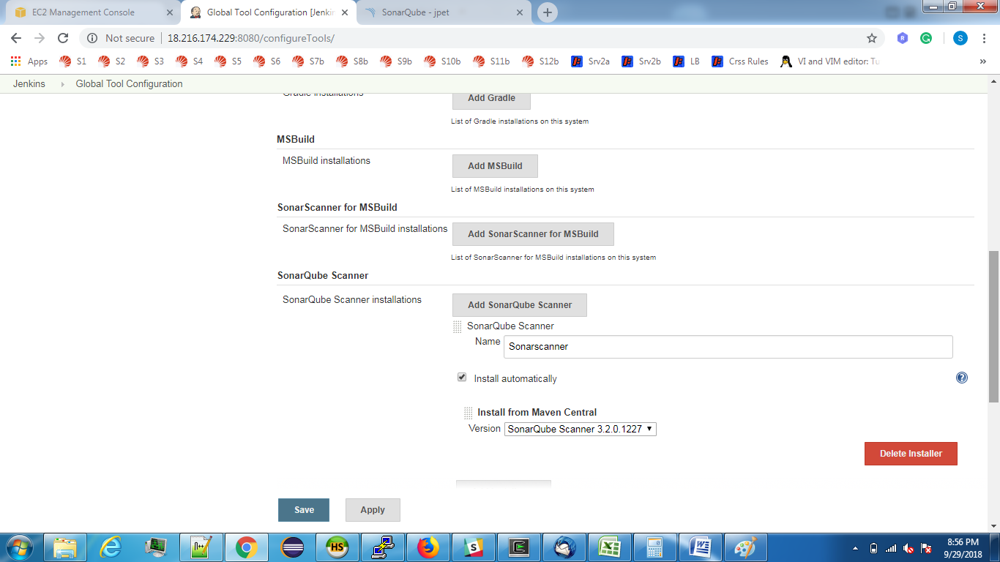 EC2 Management Console
Global Tool Configuration [Jenkin
SonarQube - jpet
Not secure
18.216.174.229:8080/configureTools/
S
Apps
S1
S2
S3
S4
S5
S6
S7b
S8b
S9b
S10b
S11b
S12b
Srv2a
Srv2b
LB
Crss Rules
VI and VIM editor: Tu
»
Jenkins
Global Tool Configuration
Gradle installations
Add Gradle
List of Gradle installations on this system
MSBuild
MSBuild installations
Add MSBuild
List of MSBuild installations on this system
SonarScanner for MSBuild
SonarScanner for MSBuild installations
Add SonarScanner for MSBuild
List of SonarScanner for MSBuild installations on this system
SonarQube Scanner
SonarQube Scanner installations
Add SonarQube Scanner
SonarQube Scanner
Name
Sonarscanner
Install automatically
Install from Maven Central
Version
SonarQube Scanner 3.2.0.1227
Delete Installer
Save
Apply
HS
8:56 PM
9/29/2018